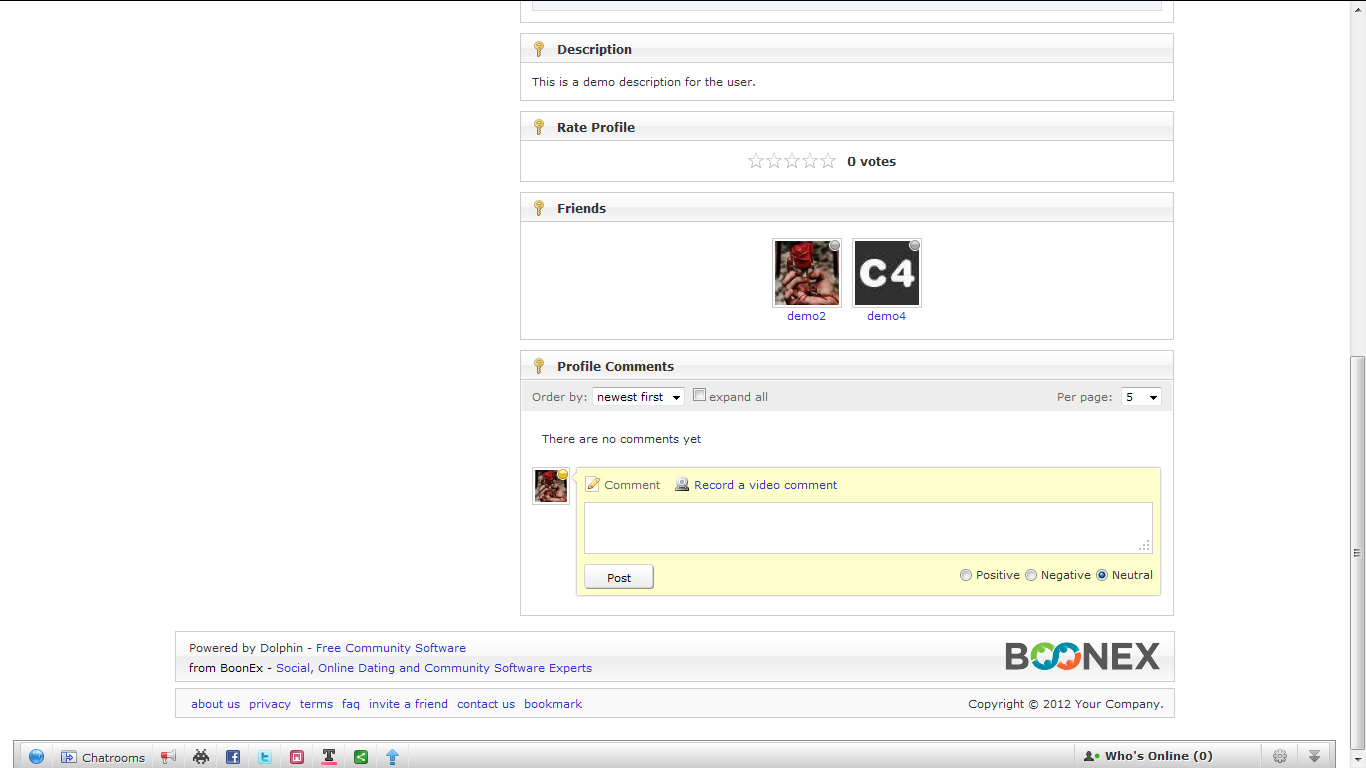 Description
This is a demo description for the user.
Rate Profile
0 votes
Friends
C4
demo2 demo4
Profile Comments
Order by: newest first expand all Per page: 5
There are no comments yet
Comment Record a video comment
Post Positive Negative Neutral
Powered by Dolphin - Free Community Software
from BoonEx - Social, Online Dating and Community Software Experts
BOONEX
about us privacy terms faq invite a friend contact us bookmark Copyright © 2012 Your Company.
Chatrooms Who's Online (0)